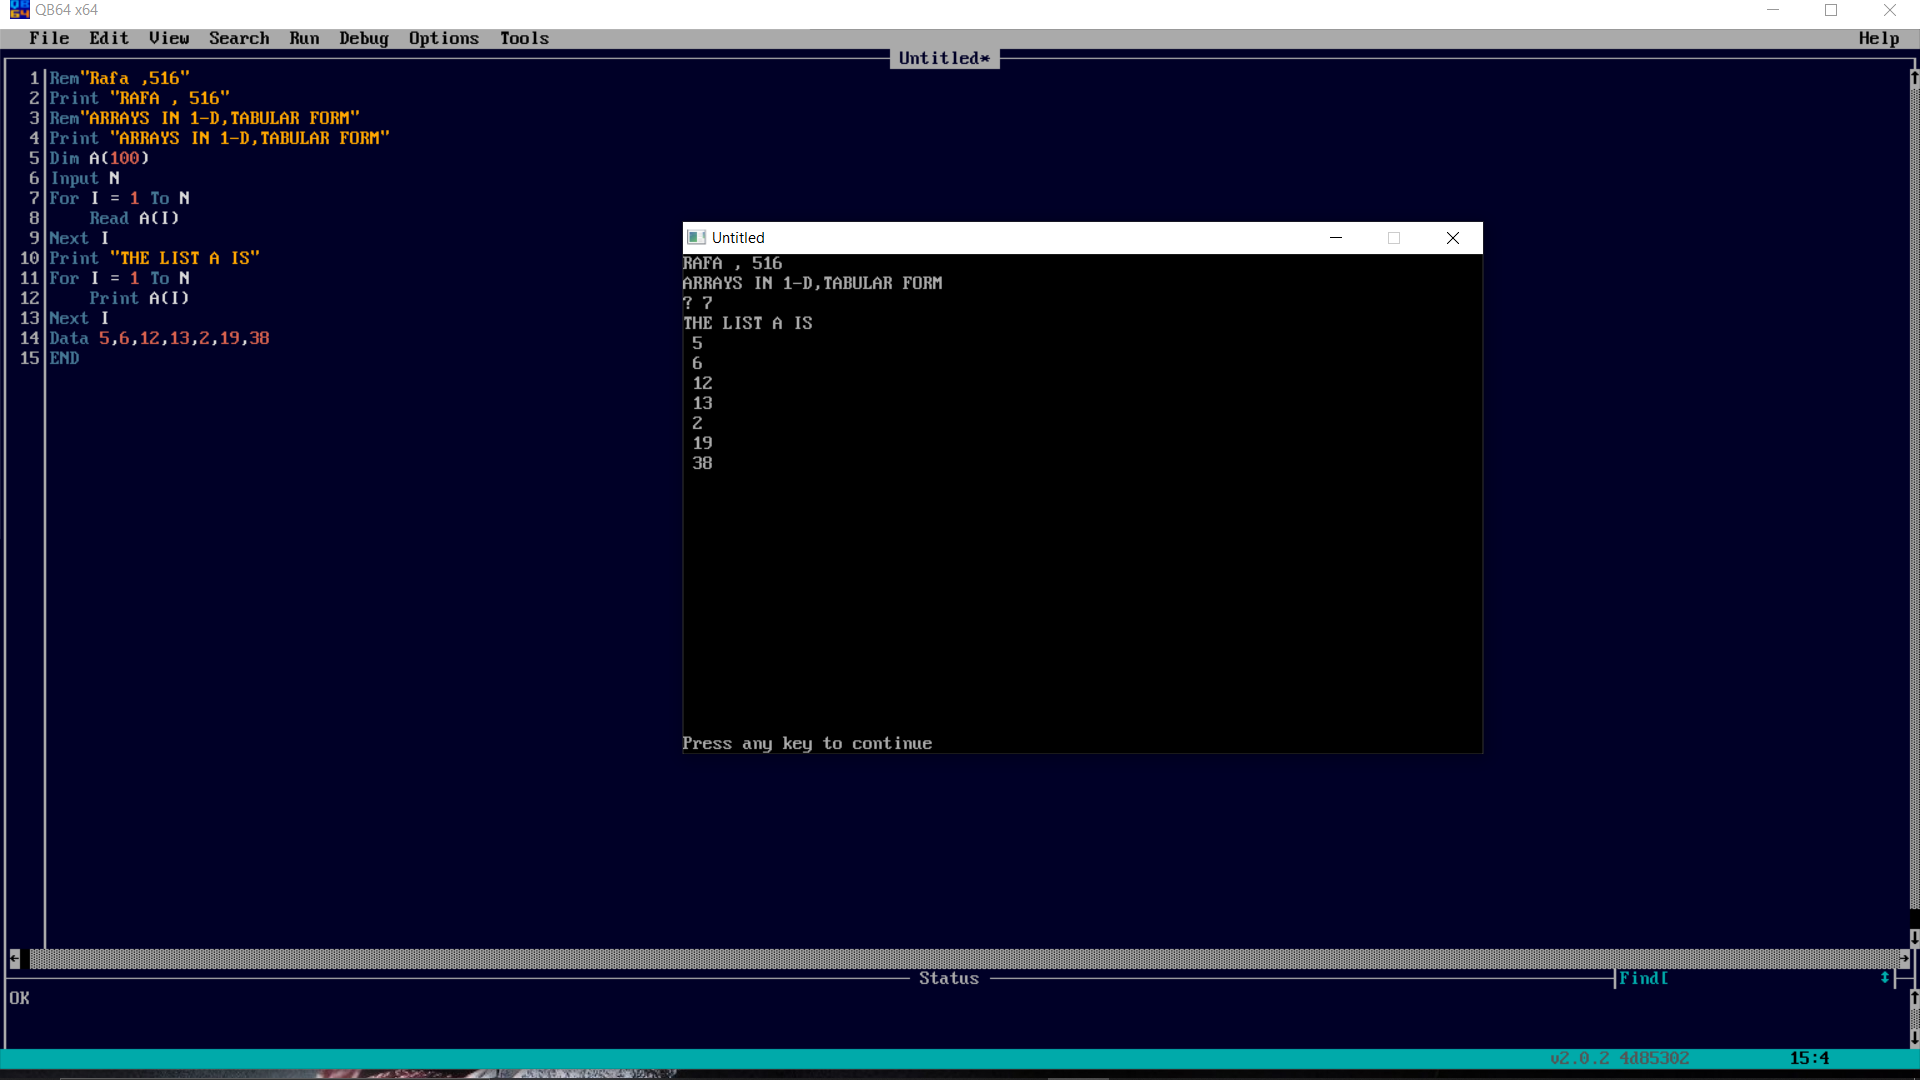 QB64 x64
File Edit View Search Run Debug Options Tools Help
Untitled*
1 Rem"Rafa ,516"
2 Print "RAFA , 516"
3 Rem"ARRAYS IN 1-D,TABULAR FORM"
4 Print "ARRAYS IN 1-D,TABULAR FORM"
5 Dim A(100)
6 Input N
7 For I = 1 To N
8 Read A(I)
9 Next I
10 Print "THE LIST A IS"
11 For I = 1 To N
12 Print A(I)
13 Next I
14 Data 5,6,12,13,2,19,38
15 END
Untitled
RAFA , 516
ARRAYS IN 1-D,TABULAR FORM
? 7
THE LIST A IS
5
6
12
13
2
19
38
Press any key to continue
Status
Find[
OK
v2.0.2 4d85302 15:4